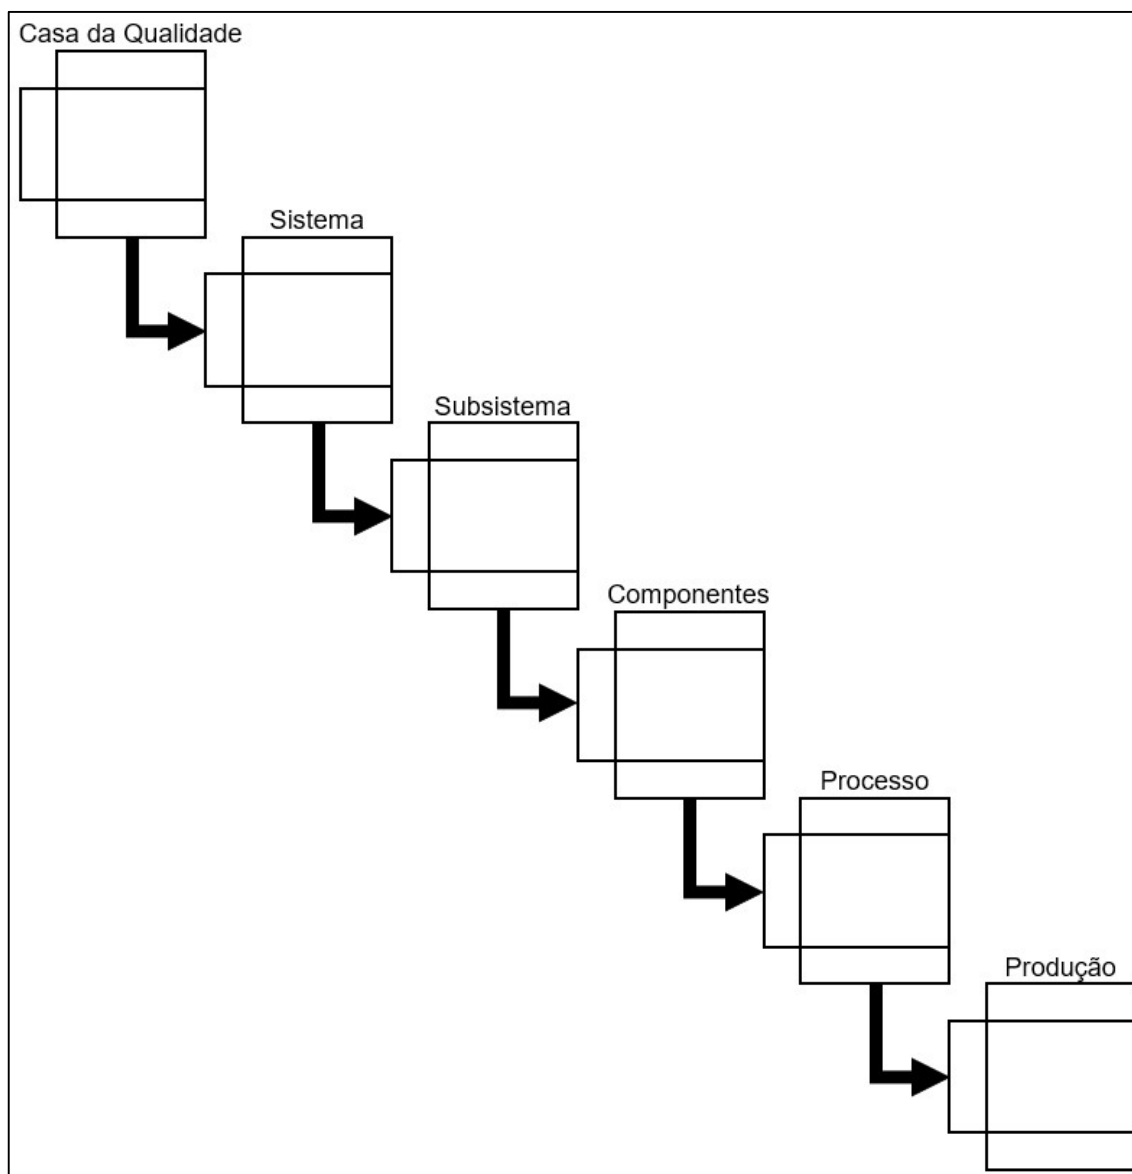 Casa da Qualidade
Sistema
Subsistema
Componentes
Processo
Produção